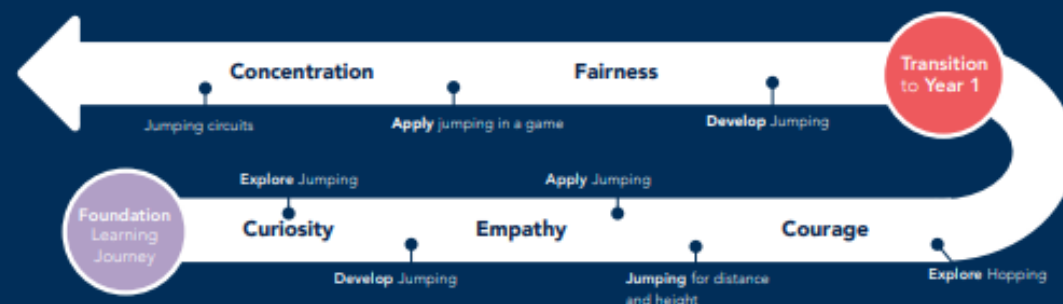 Concentration
Fairness
Transition
to Year 1
Jumping circuits
Apply jumping in a game
Develop Jumping
Explore Jumping
Apply Jumping
Foundation
Learning
Journey
Curiosity
Empathy
Courage
Develop Jumping
Jumping for distance
and height
Explore Hopping